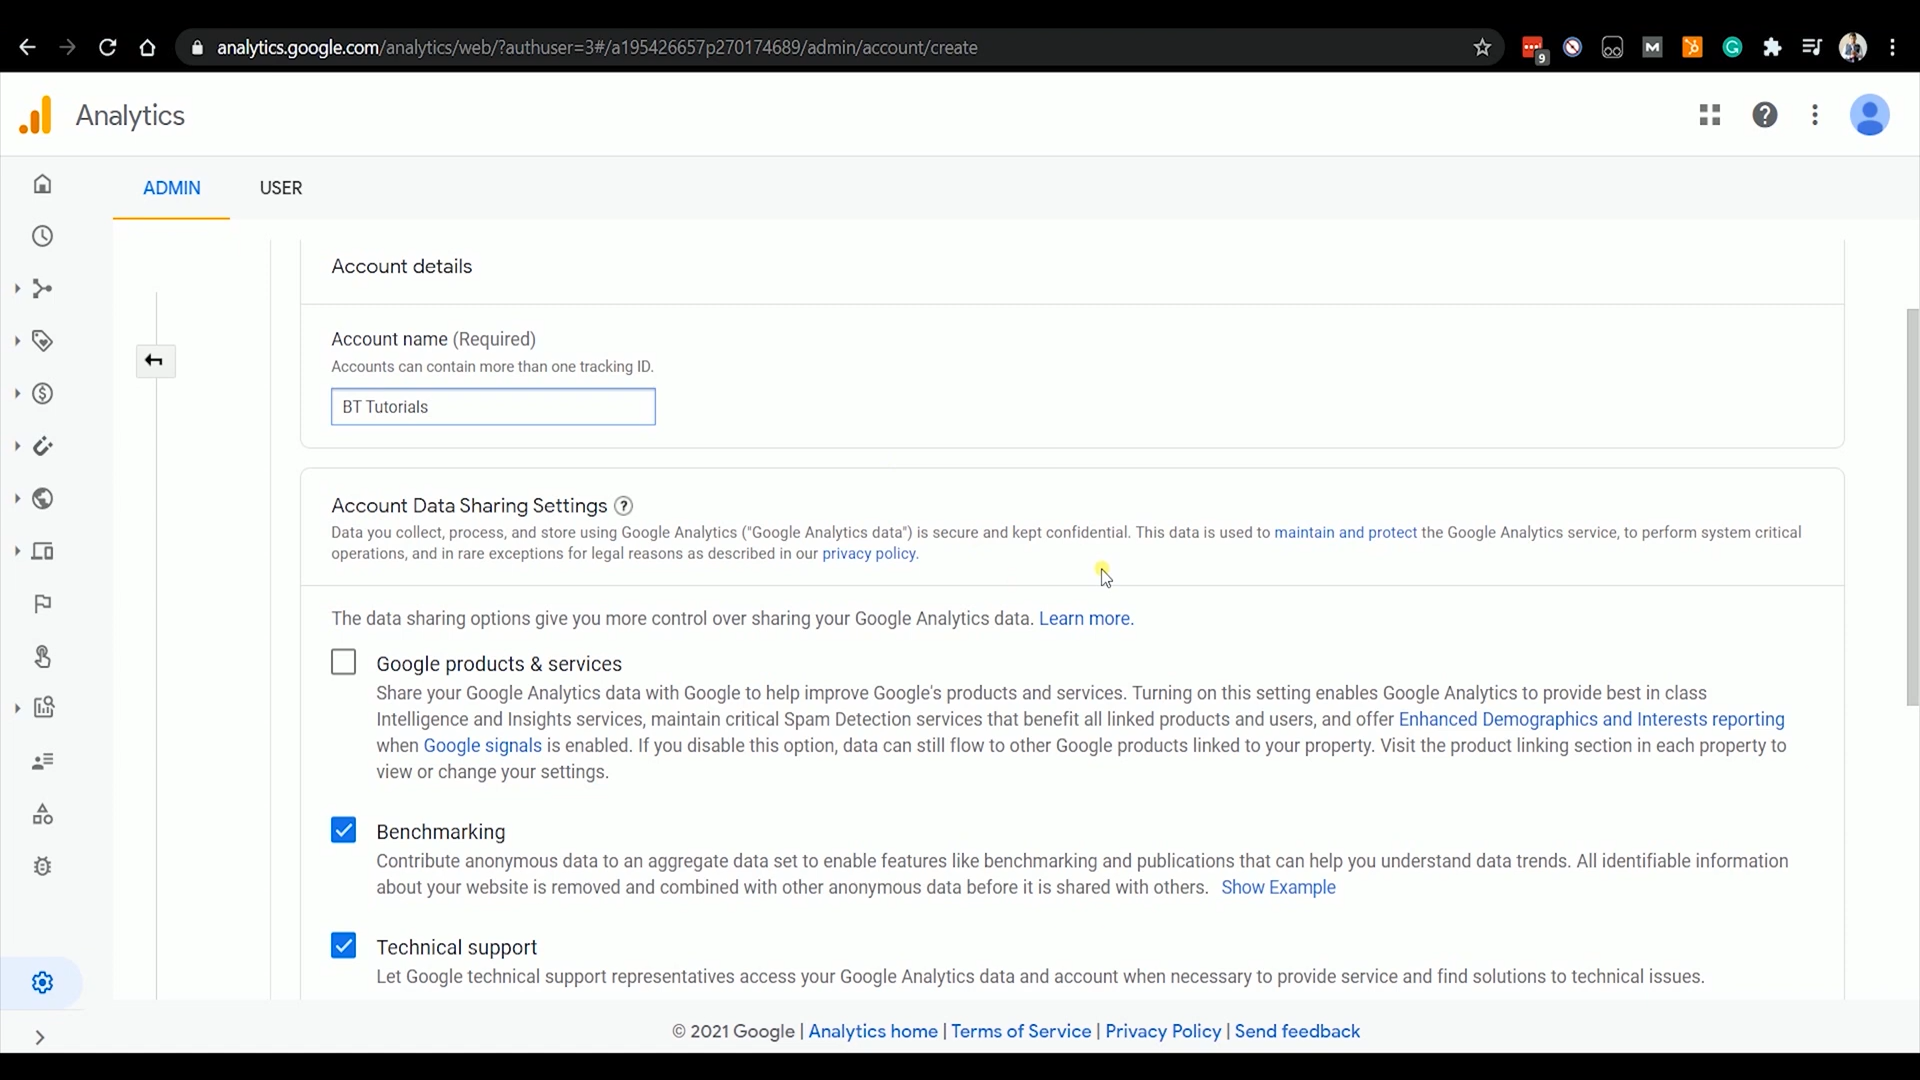 analytics.google.com/analytics/web/?authuser=3#/a195426657p270174689/admin/account/create
9
M
G
Analytics
ADMIN
USER
Account details
Account name (Required)
Accounts can contain more than one tracking ID.
BT Tutorials
Account Data Sharing Settings ?
Data you collect, process, and store using Google Analytics ("Google Analytics data") is secure and kept confidential. This data is used to maintain and protect the Google Analytics service, to perform system critical
operations, and in rare exceptions for legal reasons as described in our privacy policy.
The data sharing options give you more control over sharing your Google Analytics data. Learn more.
Google products & services
Share your Google Analytics data with Google to help improve Google's products and services. Turning on this setting enables Google Analytics to provide best in class
Intelligence and Insights services, maintain critical Spam Detection services that benefit all linked products and users, and offer Enhanced Demographics and Interests reporting
when Google signals is enabled. If you disable this option, data can still flow to other Google products linked to your property. Visit the product linking section in each property to
view or change your settings.
Benchmarking
Contribute anonymous data to an aggregate data set to enable features like benchmarking and publications that can help you understand data trends. All identifiable information
about your website is removed and combined with other anonymous data before it is shared with others. Show Example
Technical support
Let Google technical support representatives access your Google Analytics data and account when necessary to provide service and find solutions to technical issues.
© 2021 Google | Analytics home | Terms of Service | Privacy Policy | Send feedback